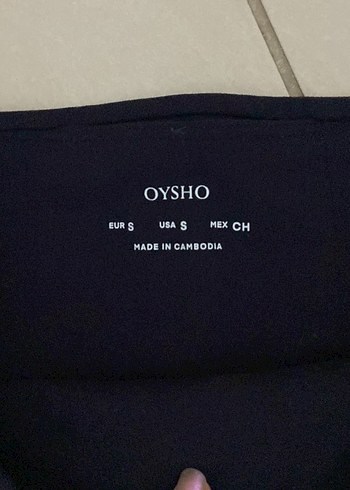 OYSHO
EUR S USA S MEX CH
MADE IN CAMBODIA